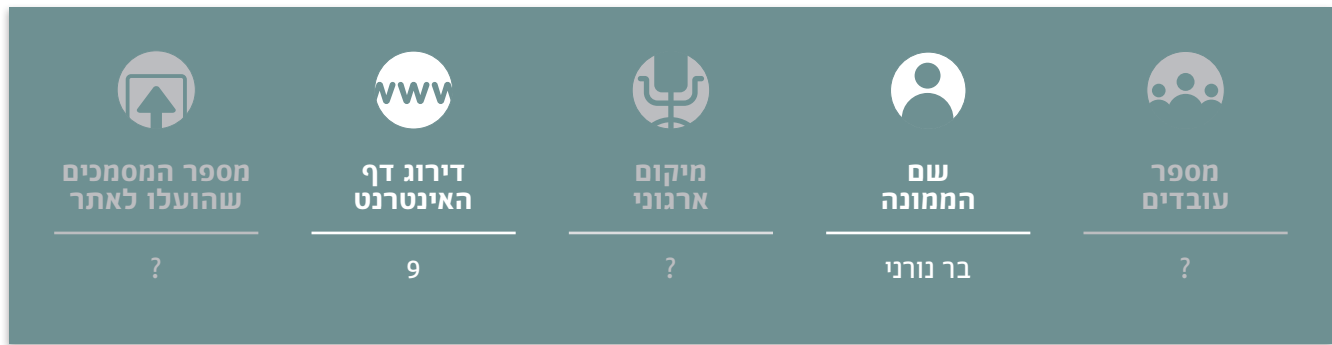 מספר
עובדים
?
שם
הממונה
בר נורני
מיקום
ארגוני
?
www
דירוג דף
האינטרנט
9
מספר המסמכים
שהועלו לאתר
?